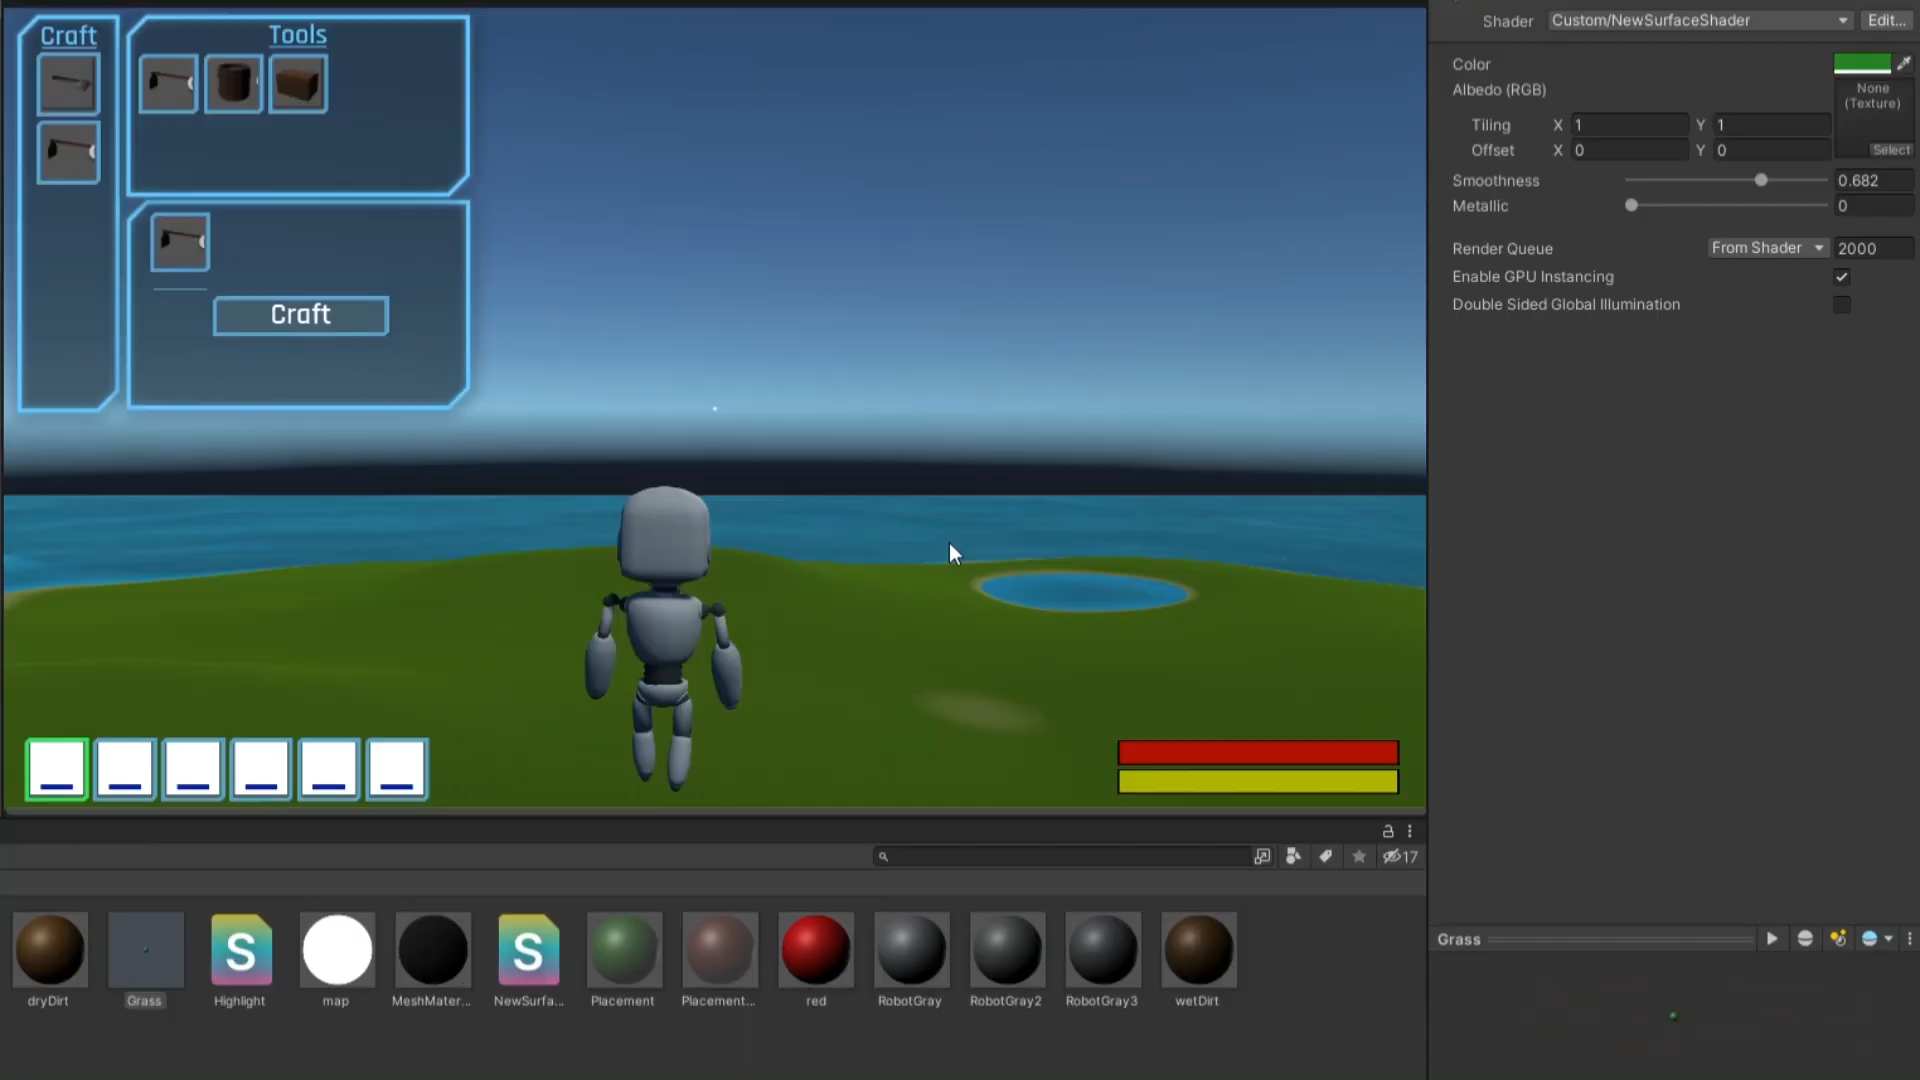 Craft
Tools
Craft
Shader Custom/NewSurfaceShader Edit...
Color
Albedo (RGB)
None
(Texture)
Tiling X 1 Y 1
Offset X 0 Y 0
Select
Smoothness 0.682
Metallic 0
Render Queue From Shader 2000
Enable GPU Instancing
Double Sided Global Illumination
17
S
S
dryDirt
Grass
Highlight
map
MeshMater...
NewSurfa...
Placement
Placement...
red
RobotGray
RobotGray2
RobotGray3
wetDirt
Grass